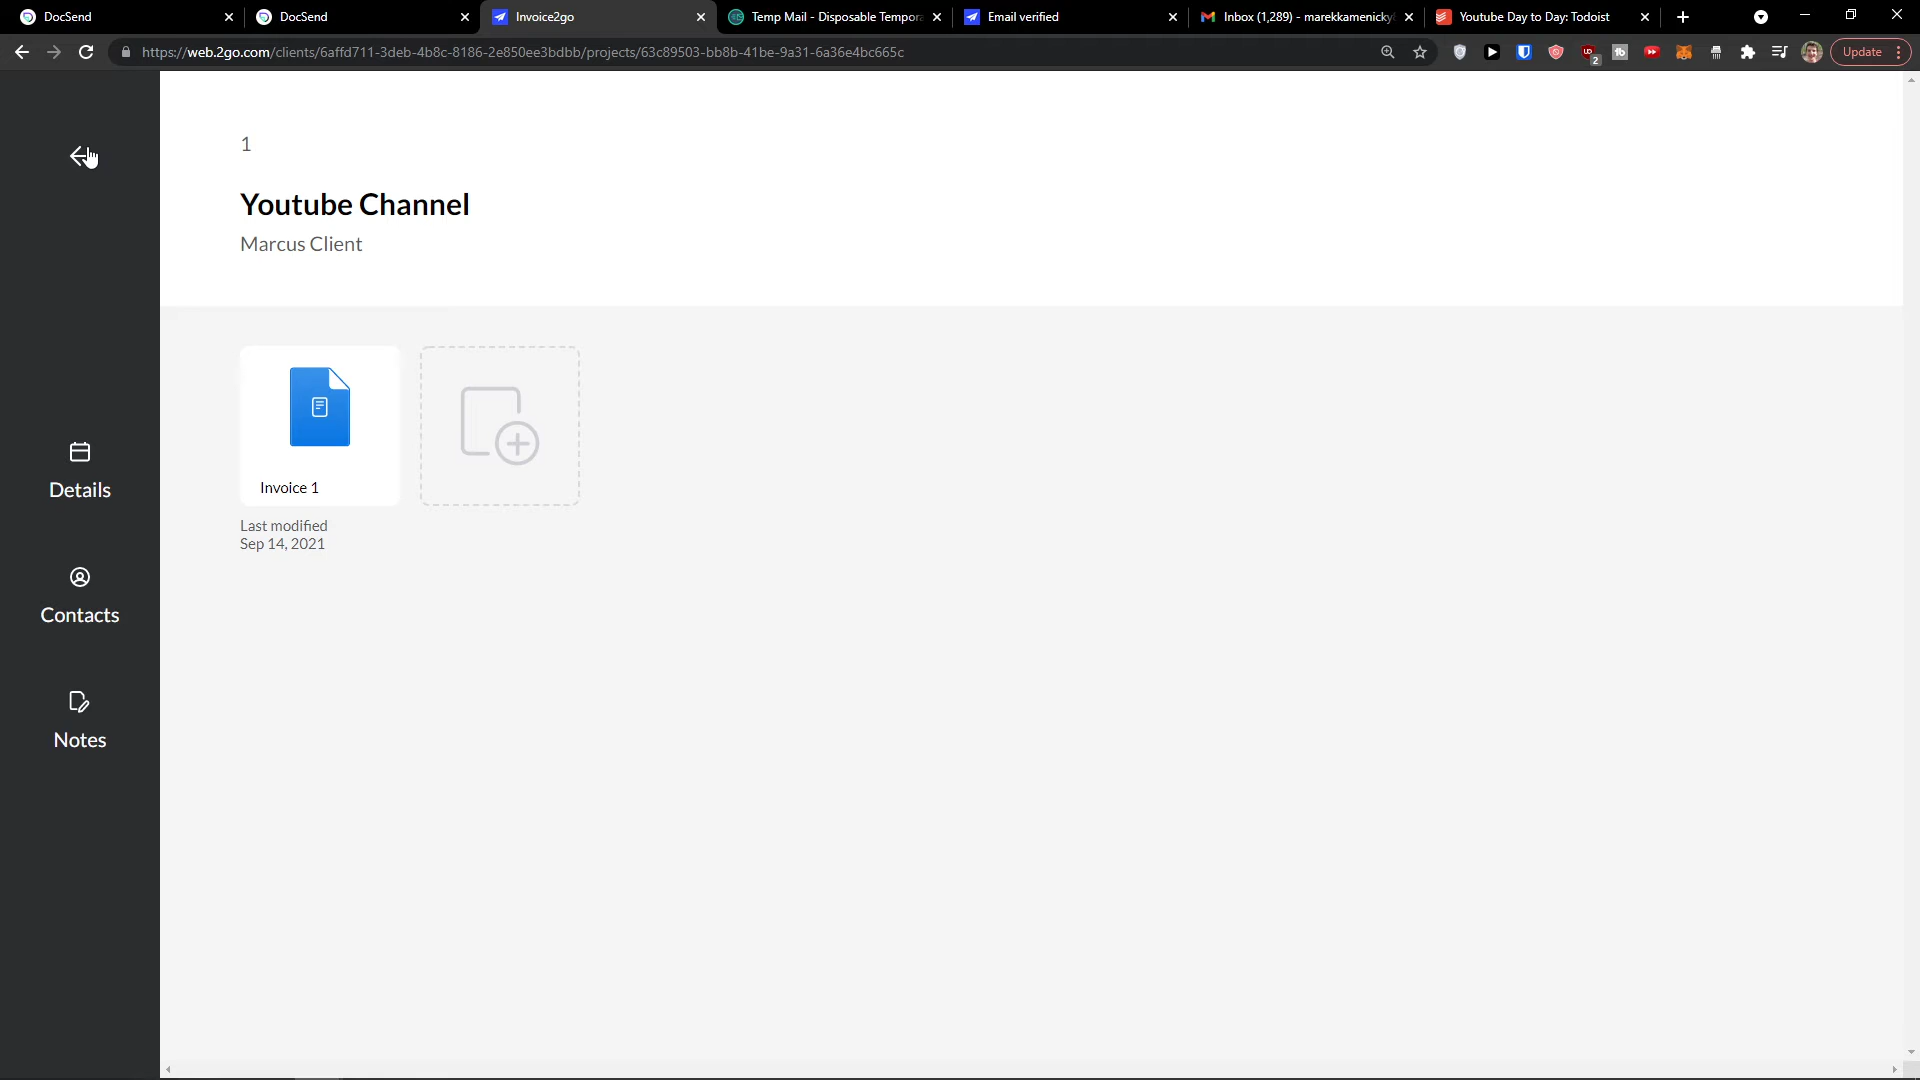 DocSend
DocSend
Invoice2go
Temp Mail - Disposable Tempora
Email verified
Inbox (1,289) - marekkamenicky
Youtube Day to Day: Todoist
https://web.2go.com/clients/6affd711-3deb-4b8c-8186-2e850ee3bdbb/projects/63c89503-bb8b-41be-9a31-6a36e4bc665c
2
Update
1
Youtube Channel
Marcus Client
Invoice 1
Last modified
Sep 14, 2021
Details
Contacts
Notes